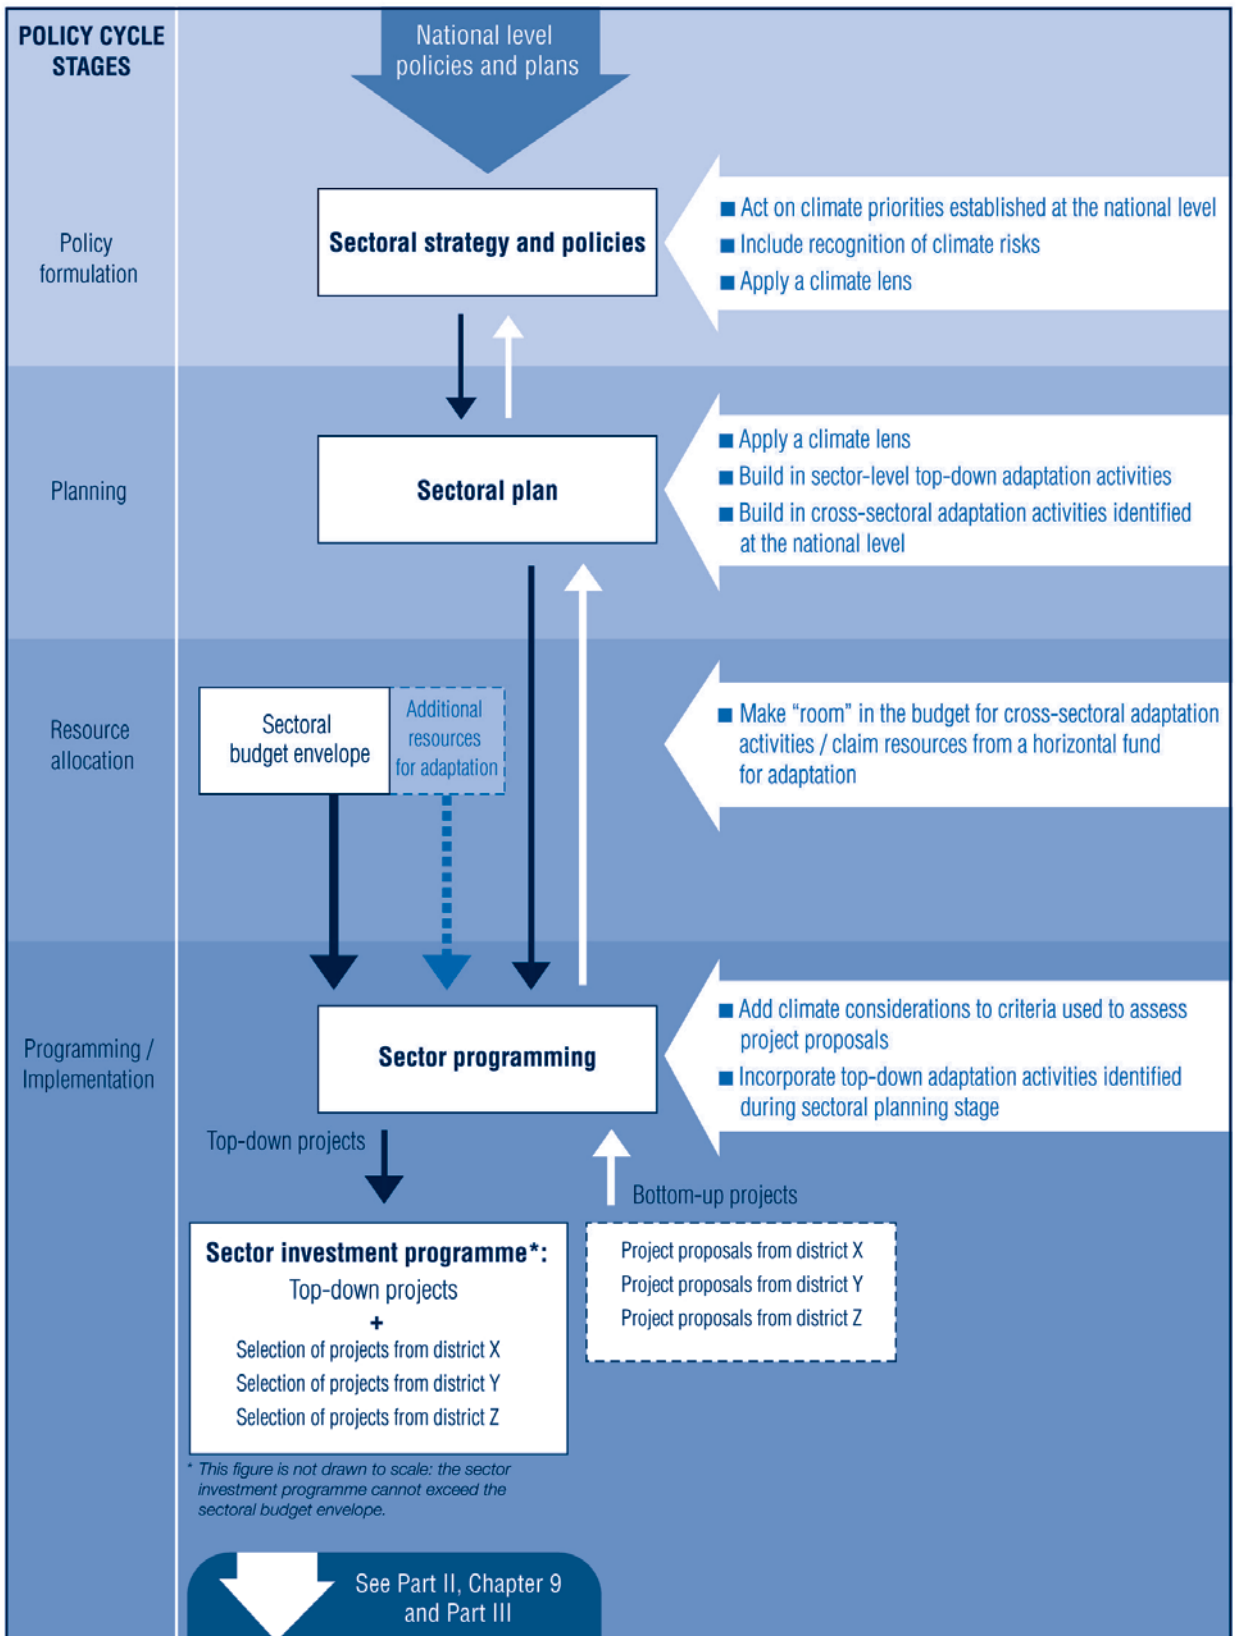 POLICY CYCLE
STAGES
National level
policies and plans
Policy
formulation
Sectoral strategy and policies
■ Act on climate priorities established at the national level
■ Include recognition of climate risks
■ Apply a climate lens
Planning
Sectoral plan
■ Apply a climate lens
■ Build in sector-level top-down adaptation activities
■ Build in cross-sectoral adaptation activities identified
at the national level
Resource
allocation
Sectoral
budget envelope
Additional
resources
for adaptation
■ Make “room” in the budget for cross-sectoral adaptation
activities / claim resources from a horizontal fund
for adaptation
Programming /
Implementation
Sector programming
■ Add climate considerations to criteria used to assess
project proposals
■ Incorporate top-down adaptation activities identified
during sectoral planning stage
Top-down projects
Bottom-up projects
Sector investment programme*:
Top-down projects
+
Selection of projects from district X
Selection of projects from district Y
Selection of projects from district Z
Project proposals from district X
Project proposals from district Y
Project proposals from district Z
* This figure is not drawn to scale: the sector
investment programme cannot exceed the
sectoral budget envelope.
See Part II, Chapter 9
and Part III